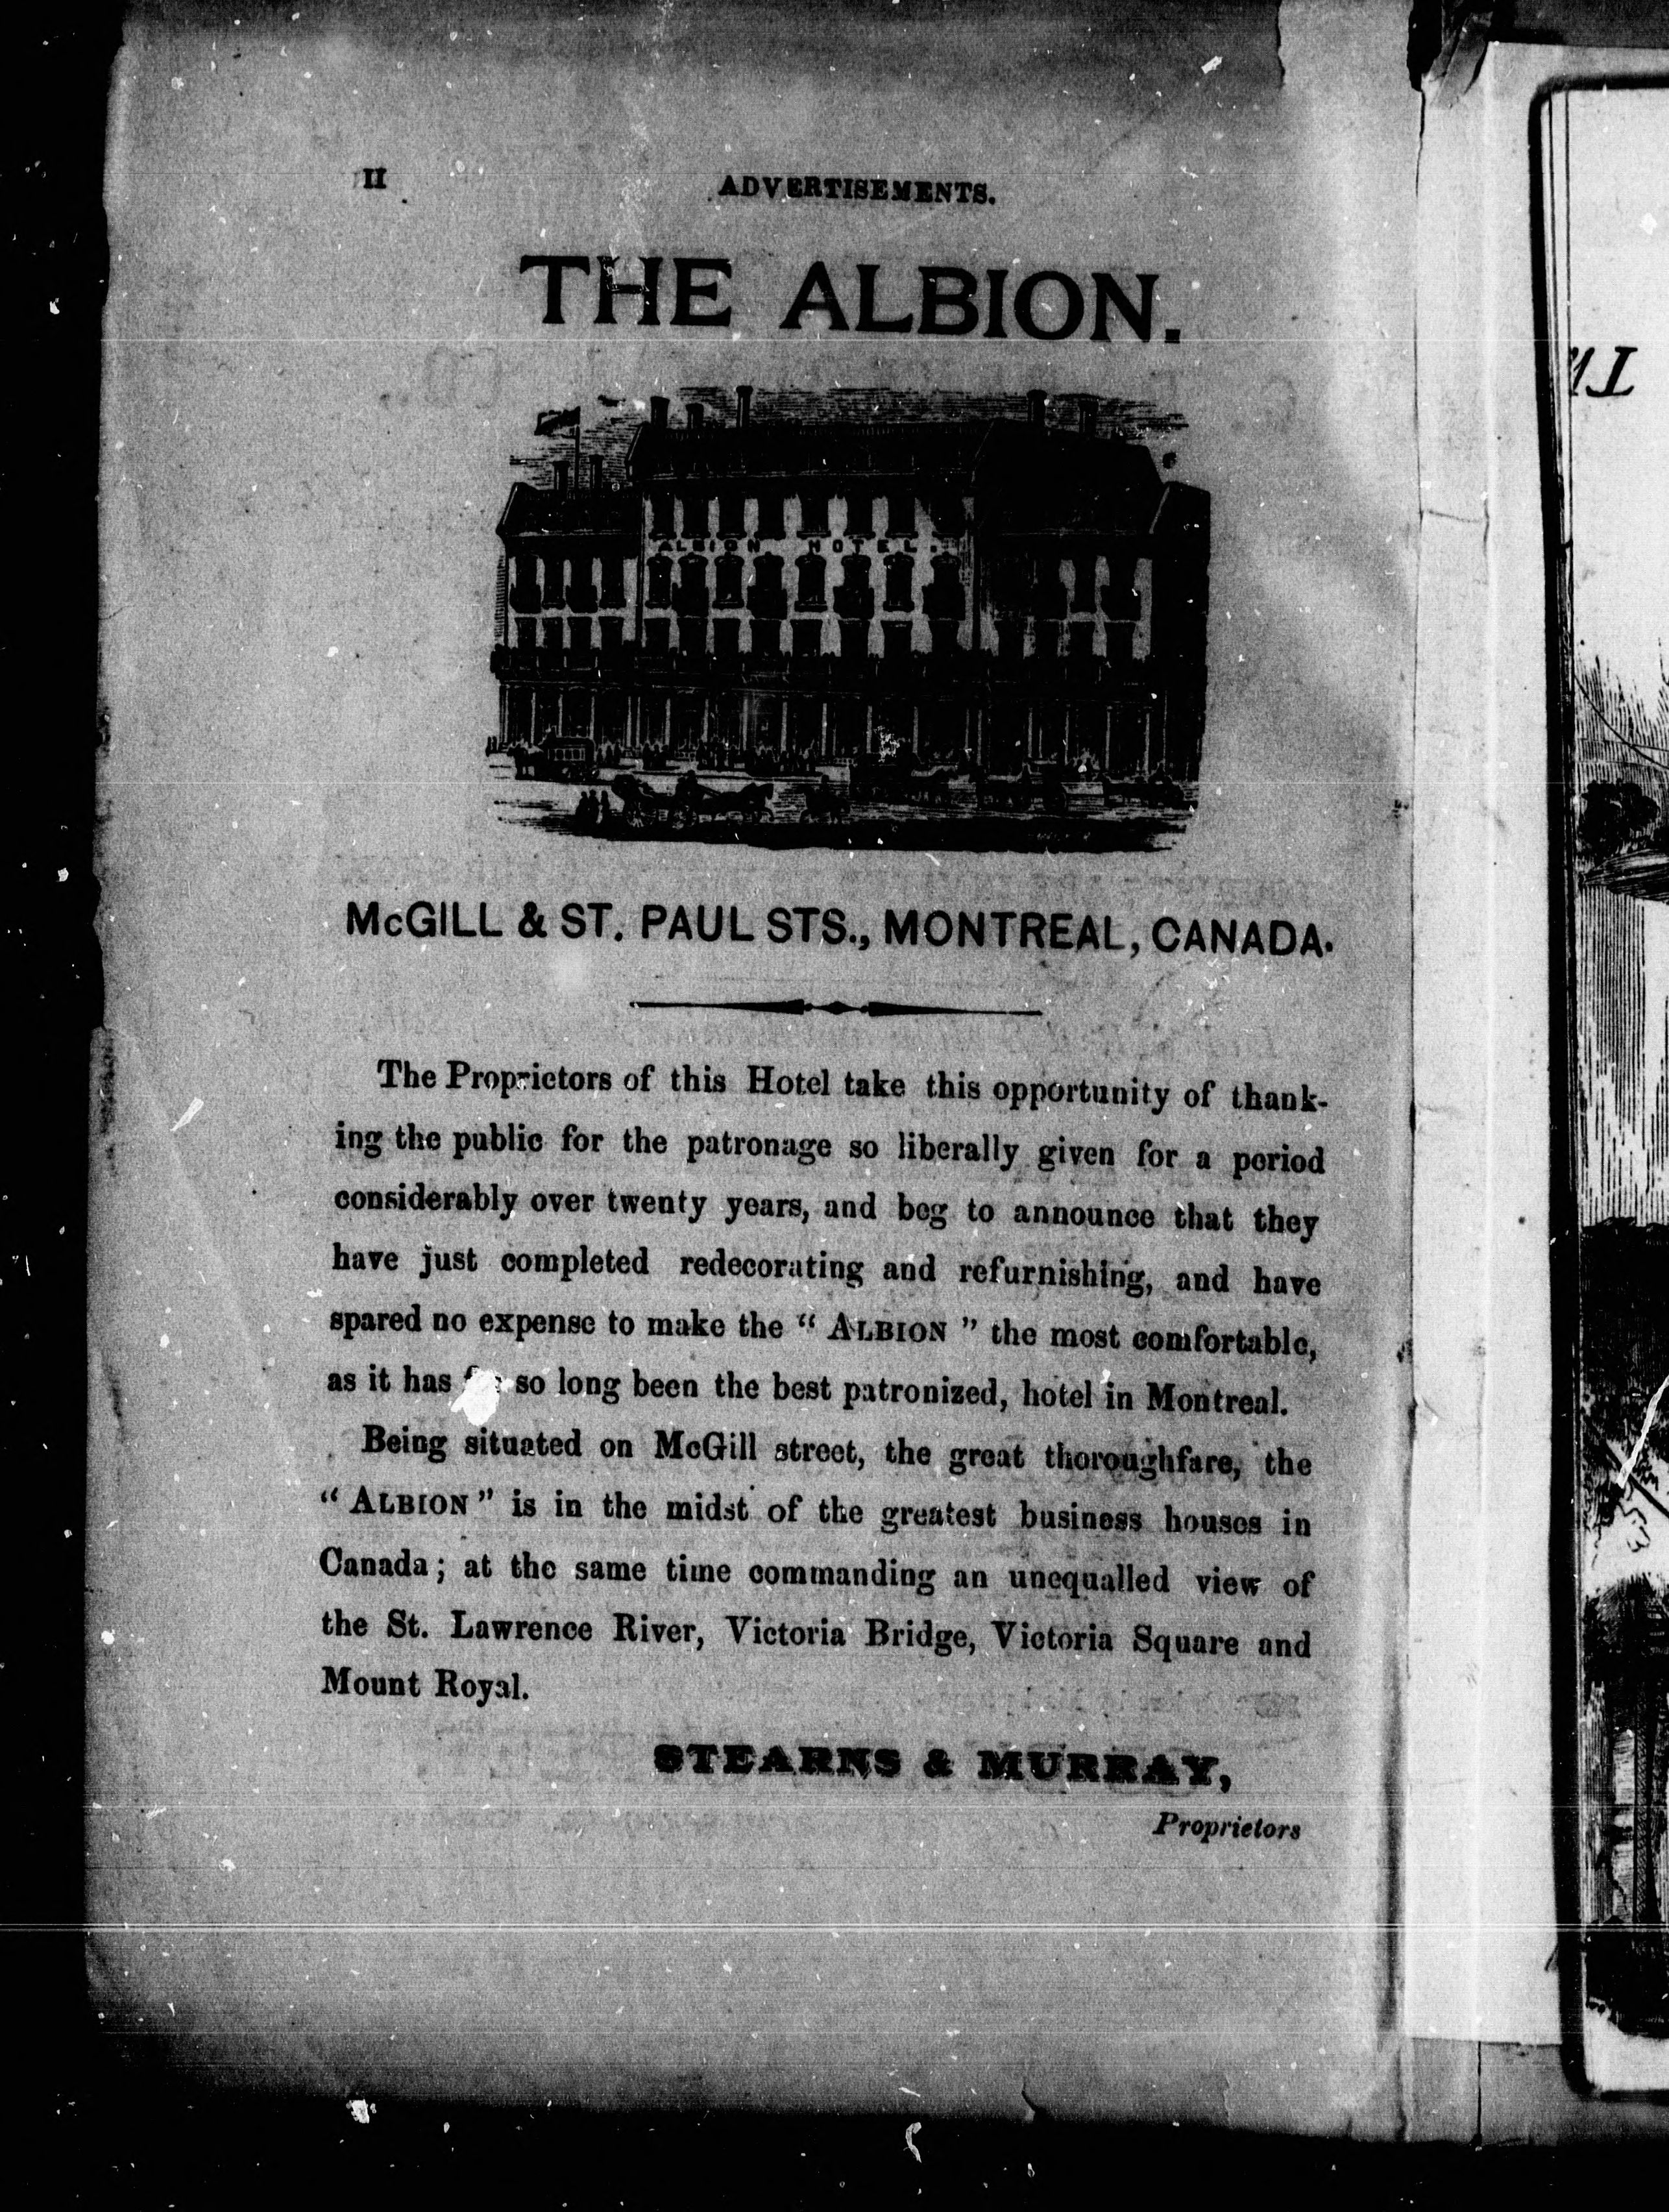 II
ADVERTISEMENTS.
THE ALBION.
ALBION HOTEL.
McGILL & ST. PAUL STS., MONTREAL, CANADA.
The Proprietors of this Hotel take this opportunity of thank-
ing the public for the patronage so liberally given for a period
considerably over twenty years, and beg to announce that they
have just completed redecorating and refurnishing, and have
spared no expense to make the " ALBION " the most comfortable,
as it has so long been the best patronized, hotel in Montreal.
Being situated on McGill street, the great thoroughfare, the
" ALBION " is in the midst of the greatest business houses in
Canada; at the same time commanding an unequalled view of
the St. Lawrence River, Victoria Bridge, Victoria Square and
Mount Royal.
STEARNS & MURRAY,
Proprietors